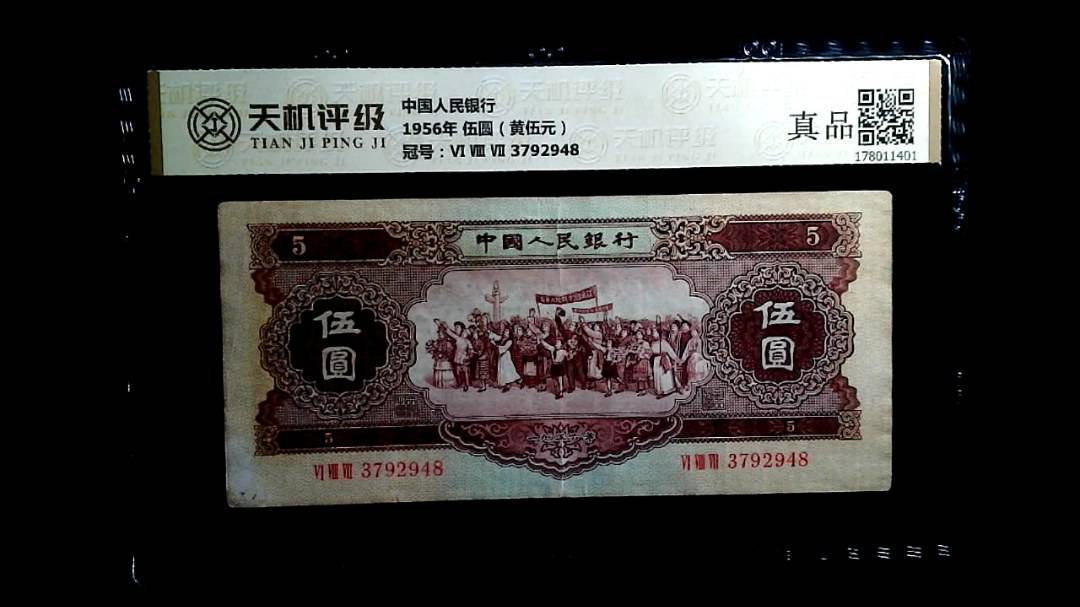 天机评级
TIAN JI PING JI
中国人民银行
1956年 伍圆（黄伍元）
冠号：Ⅵ Ⅷ Ⅶ 3792948
真品
178011401
5
中國人民銀行
5
伍圓
伍圓
5
5
Ⅵ Ⅷ Ⅶ 3792948
Ⅵ Ⅷ Ⅶ 3792948